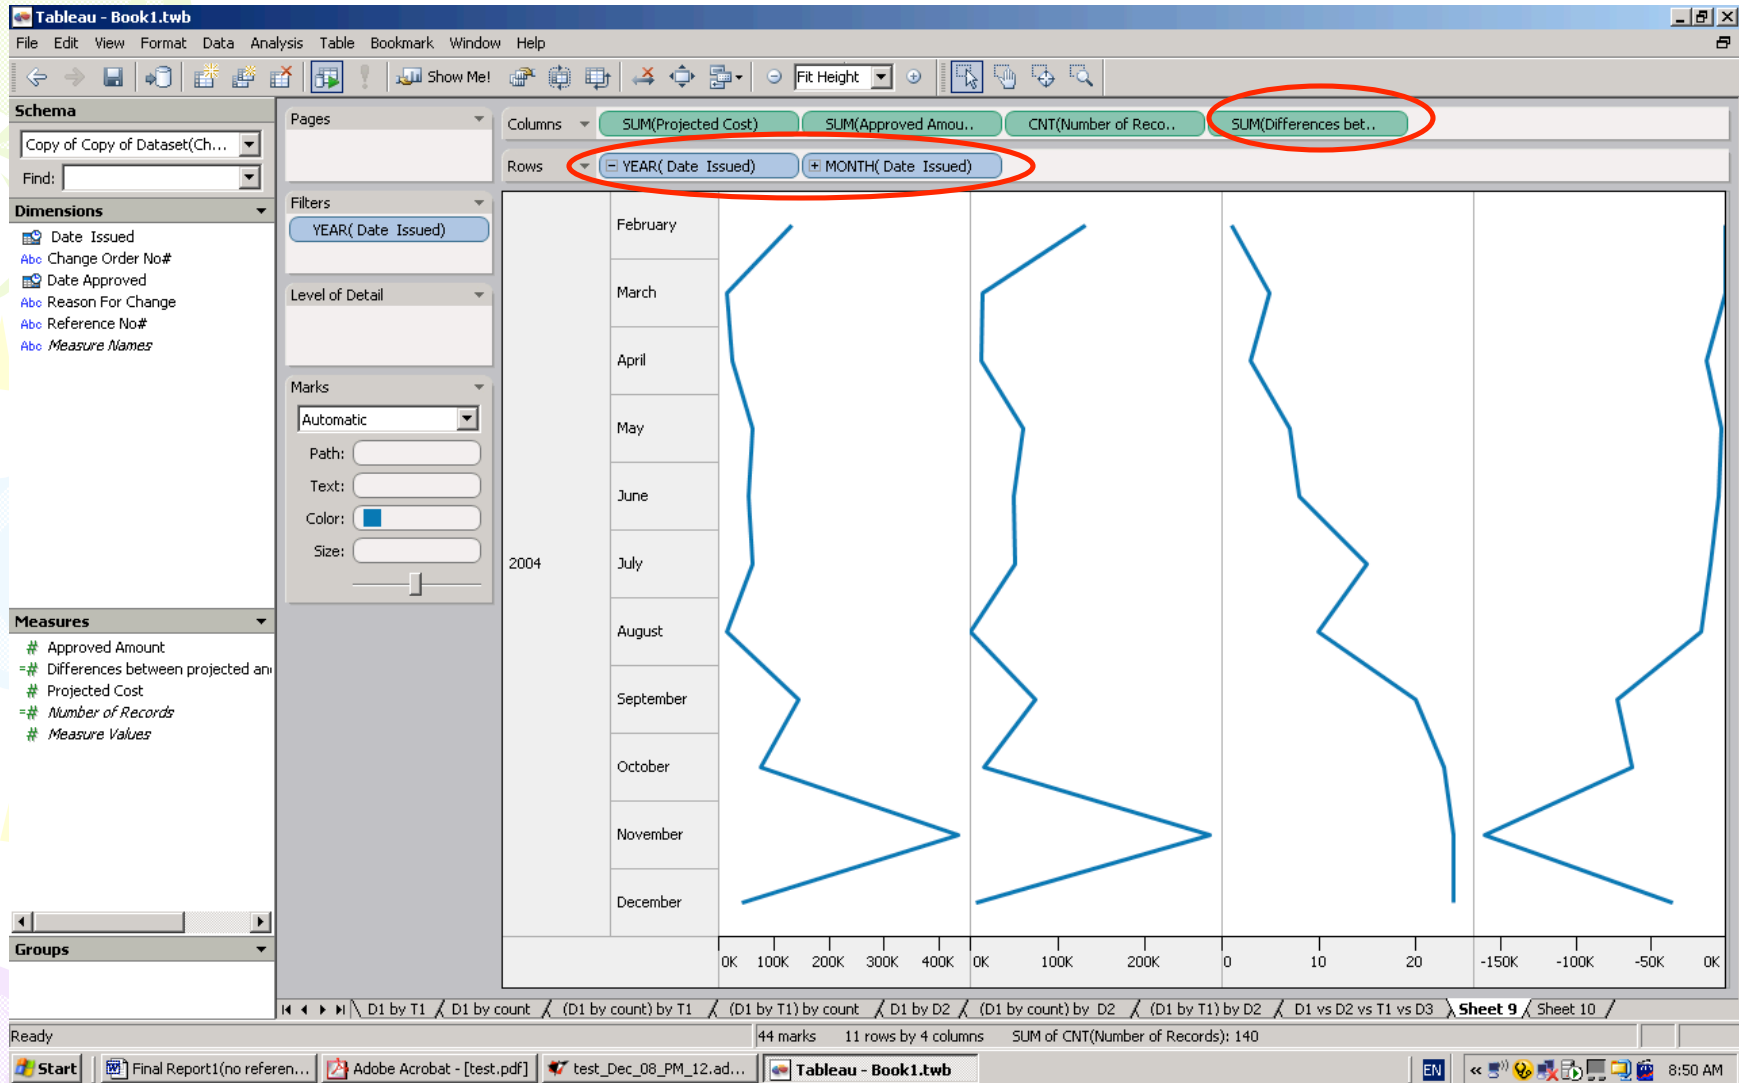 Tableau - Book1.twb
File Edit View Format Data Analysis Table Bookmark Window Help
Show Me! Fit Height
Schema
Copy of Copy of Dataset(Ch...
Find:
Dimensions
Date Issued
Abc Change Order No#
Date Approved
Abc Reason For Change
Abc Reference No#
Abc Measure Names
Measures
# Approved Amount
=# Differences between projected an
# Projected Cost
=# Number of Records
# Measure Values
Groups
Pages
Filters
YEAR( Date Issued)
Level of Detail
Marks
Automatic
Path:
Text:
Color:
Size:
Columns SUM(Projected Cost) SUM(Approved Amou.. CNT(Number of Reco.. SUM(Differences bet..
Rows YEAR( Date Issued) MONTH( Date Issued)
February
March
April
May
June
2004 July
August
September
October
November
December
0K 100K 200K 300K 400K 0K 100K 200K 0 10 20 -150K -100K -50K 0K
D1 by T1 D1 by count (D1 by count) by T1 (D1 by T1) by count D1 by D2 (D1 by count) by D2 (D1 by T1) by D2 D1 vs D2 vs T1 vs D3 Sheet 9 Sheet 10
Ready 44 marks 11 rows by 4 columns SUM of CNT(Number of Records): 140
Start Final Report1(no referen... Adobe Acrobat - [test.pdf] test_Dec_08_PM_12.ad... Tableau - Book1.twb EN « 8:50 AM